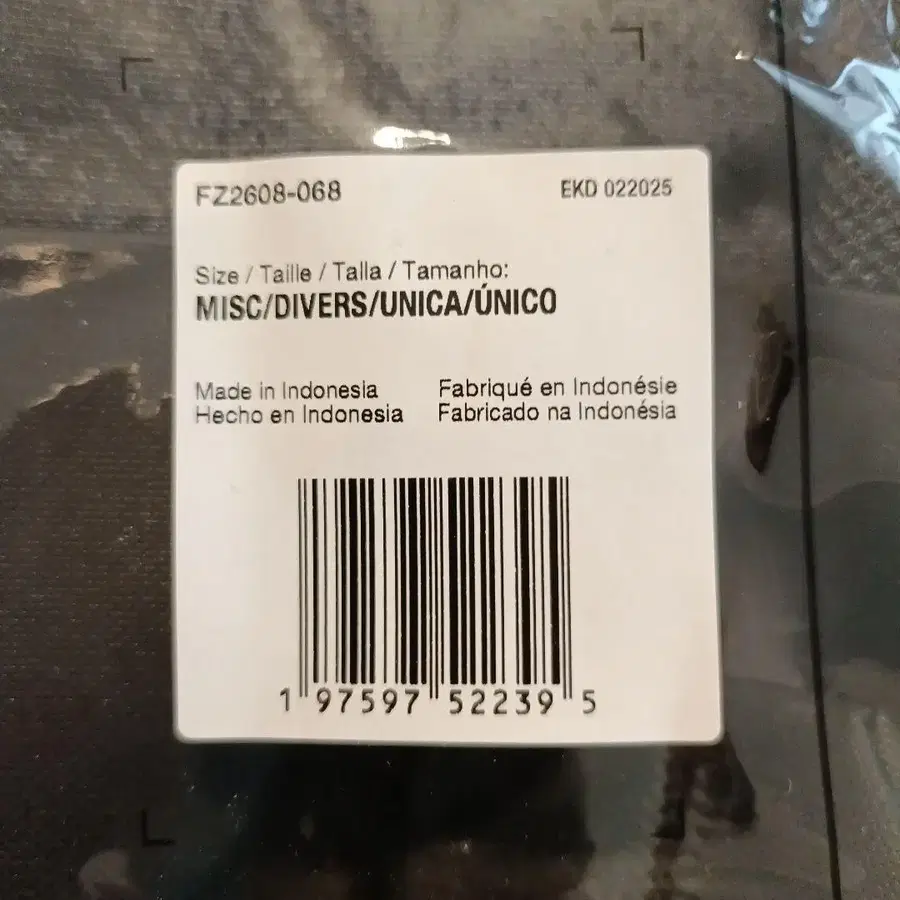 FZ2608-068 EKD 022025
Size / Taille / Talla / Tamanho:
MISC/DIVERS/UNICA/ÚNICO
Made in Indonesia Fabriqué en Indonésie
Hecho en Indonesia Fabricado na Indonésia
1 97597 52239 5